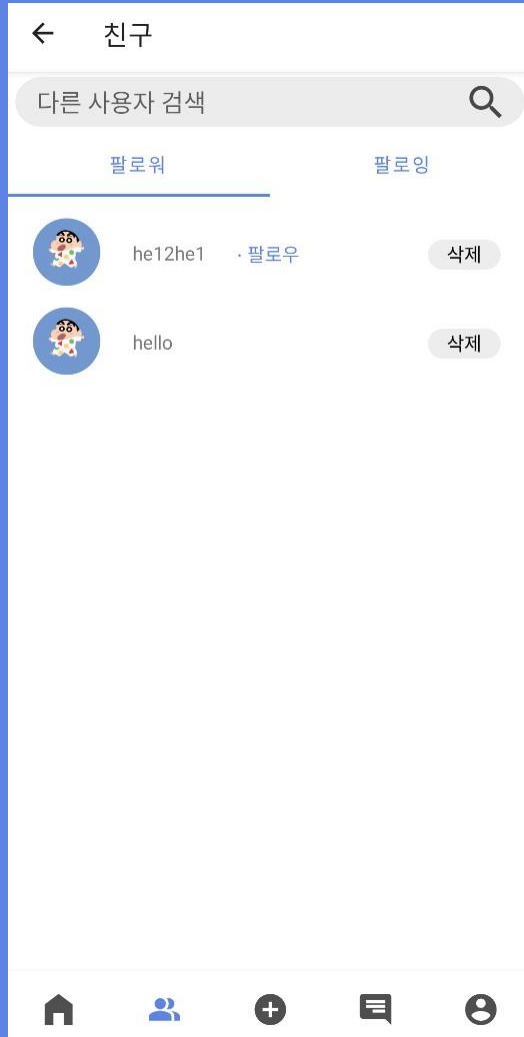 친구
다른 사용자 검색
팔로워 팔로잉
he12he1 · 팔로우 삭제
hello 삭제